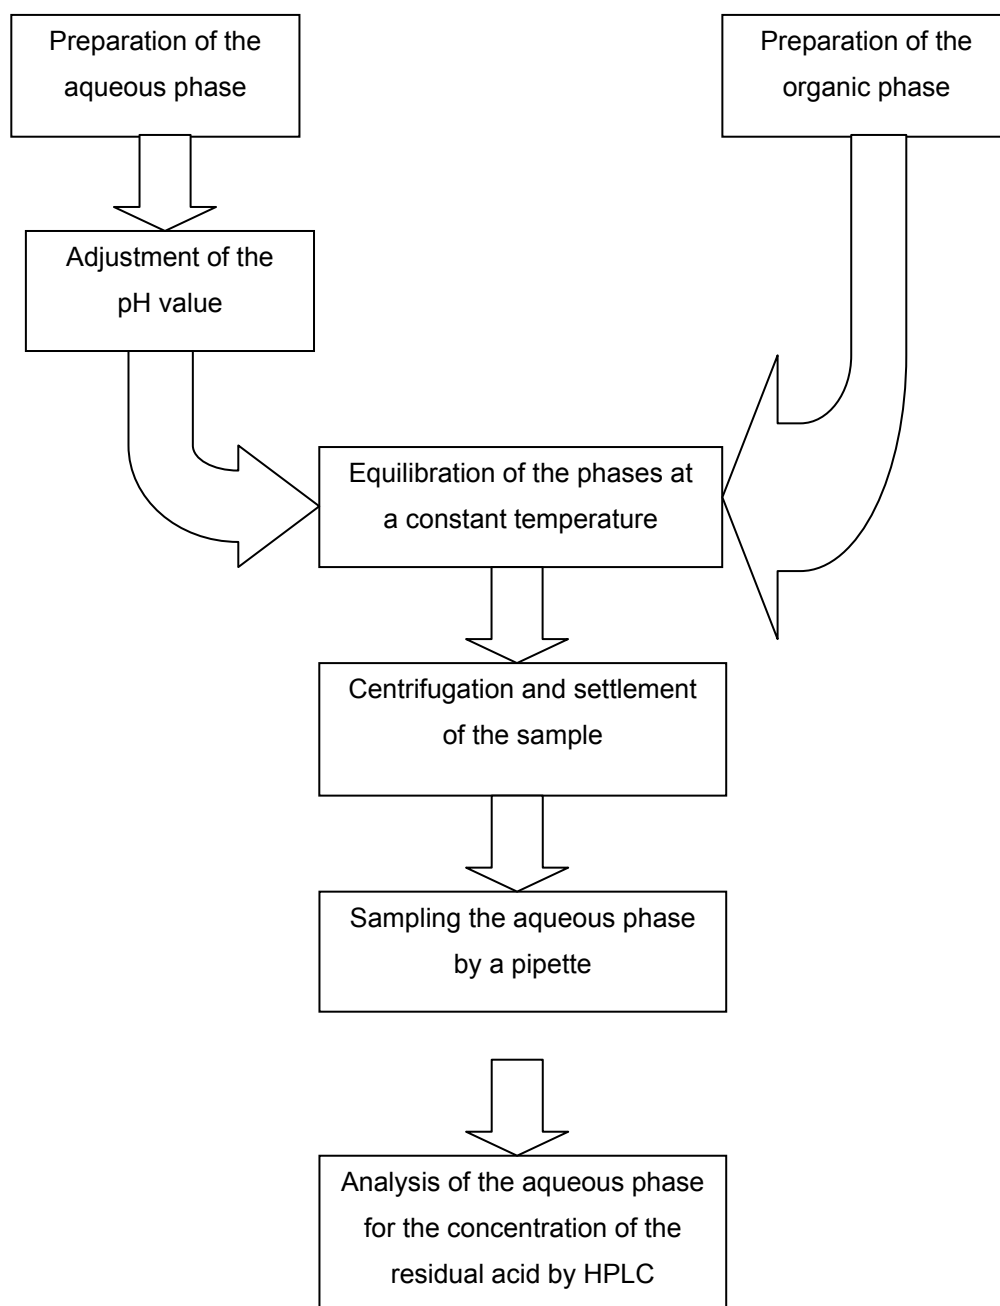 Preparation of the
aqueous phase
Preparation of the
organic phase
Adjustment of the
pH value
Equilibration of the phases at
a constant temperature
Centrifugation and settlement
of the sample
Sampling the aqueous phase
by a pipette
Analysis of the aqueous phase
for the concentration of the
residual acid by HPLC